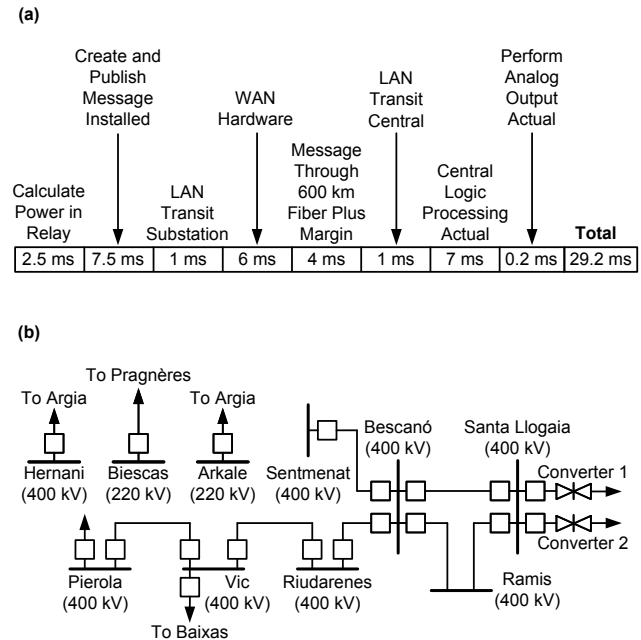 (a)
Create and
Publish
Message
Installed
WAN
Hardware
LAN
Transit
Central
Perform
Analog
Output
Actual
Calculate
Power in
Relay
LAN
Transit
Substation
Message
Through
600 km
Fiber Plus
Margin
Central
Logic
Processing
Actual
Total
2.5 ms 7.5 ms 1 ms 6 ms 4 ms 1 ms 7 ms 0.2 ms 29.2 ms
(b)
To Argia
To Pragnères
To Argia
Hernani
(400 kV)
Biescas
(220 kV)
Arkale
(220 kV)
Sentmenat
(400 kV)
Bescanó
(400 kV)
Santa Llogaia
(400 kV)
Converter 1
Converter 2
Pierola
(400 kV)
Vic
(400 kV)
Riudarenes
(400 kV)
Ramis
(400 kV)
To Baixas